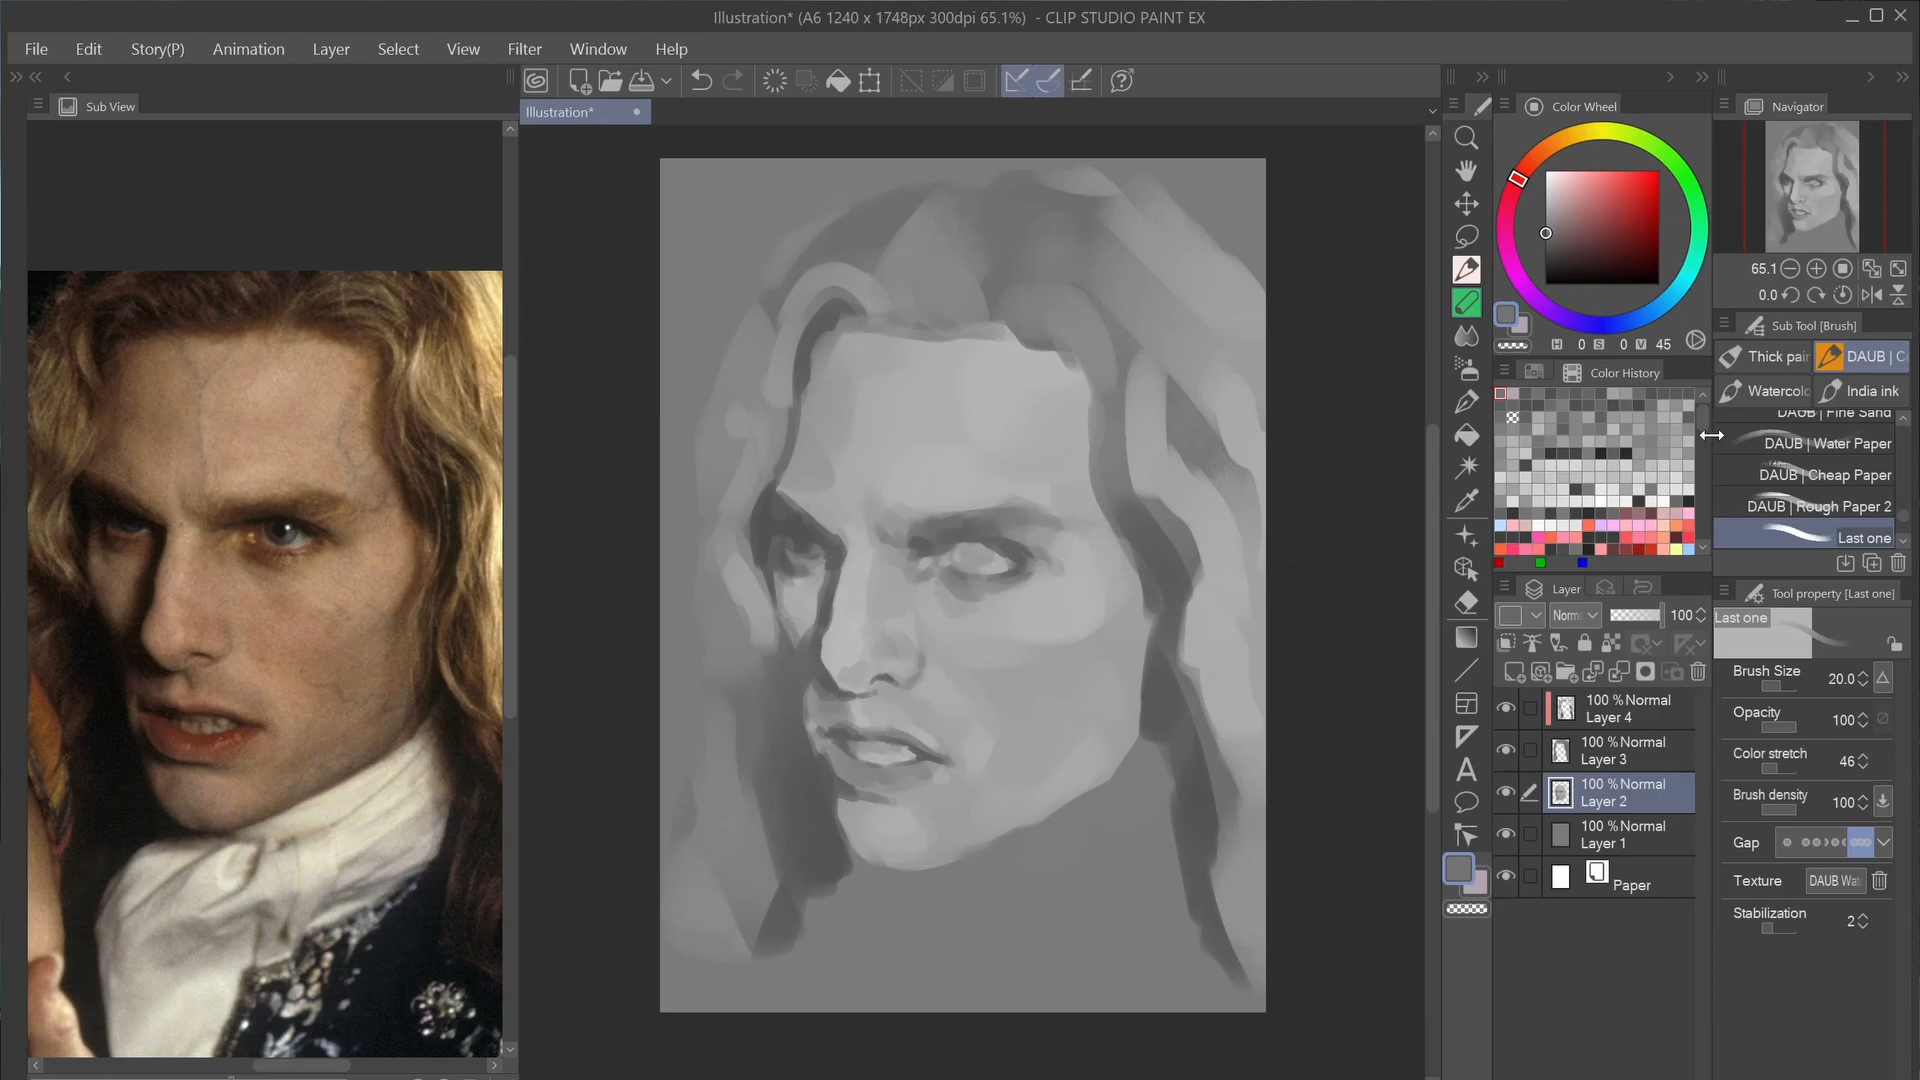 Illustration* (A6 1240 x 1748px 300dpi 65.1%) - CLIP STUDIO PAINT EX
File Edit Story(P) Animation Layer Select View Filter Window Help
Sub View
Illustration*
Color Wheel
H 0 S 0 V 45
Color History
Layer
Norm 100
100 % Normal
Layer 4
100 % Normal
Layer 3
100 % Normal
Layer 2
100 % Normal
Layer 1
Paper
Navigator
65.1
0.0
Sub Tool [Brush]
Thick pai DAUB | C
Watercolo India ink
DAUB | Fine Sand
DAUB | Water Paper
DAUB | Cheap Paper
DAUB | Rough Paper 2
Last one
Tool property [Last one]
Last one
Brush Size 20.0
Opacity 100
Color stretch 46
Brush density 100
Gap
Texture DAUB Wat
Stabilization 2